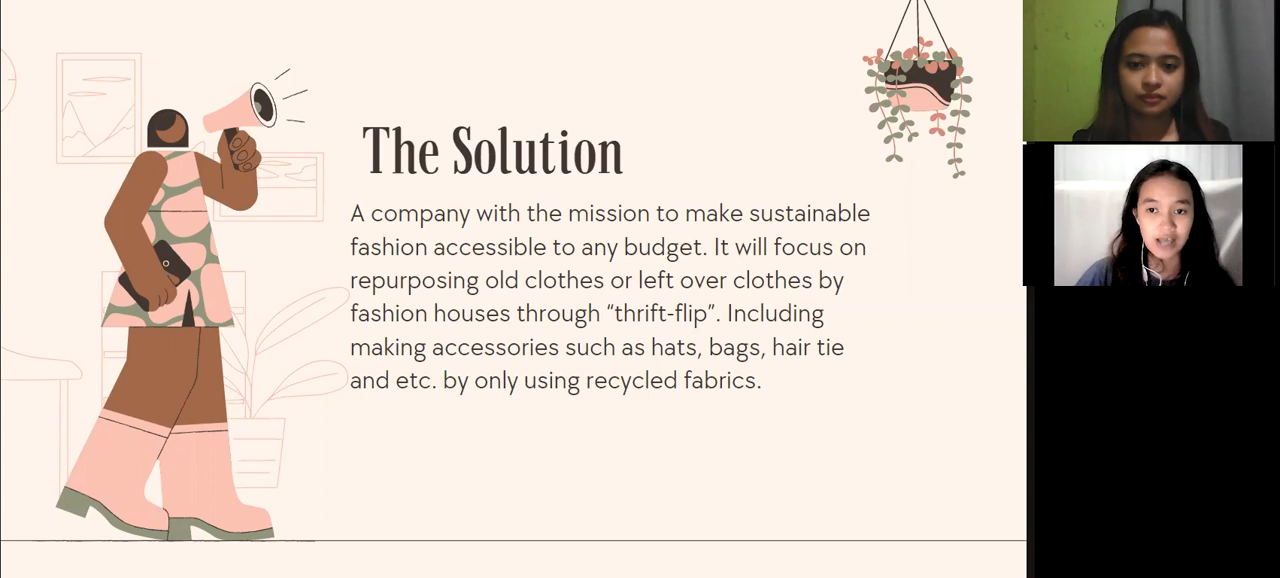 The Solution
A company with the mission to make sustainable
fashion accessible to any budget. It will focus on
repurposing old clothes or left over clothes by
fashion houses through “thrift-flip”. Including
making accessories such as hats, bags, hair tie
and etc. by only using recycled fabrics.